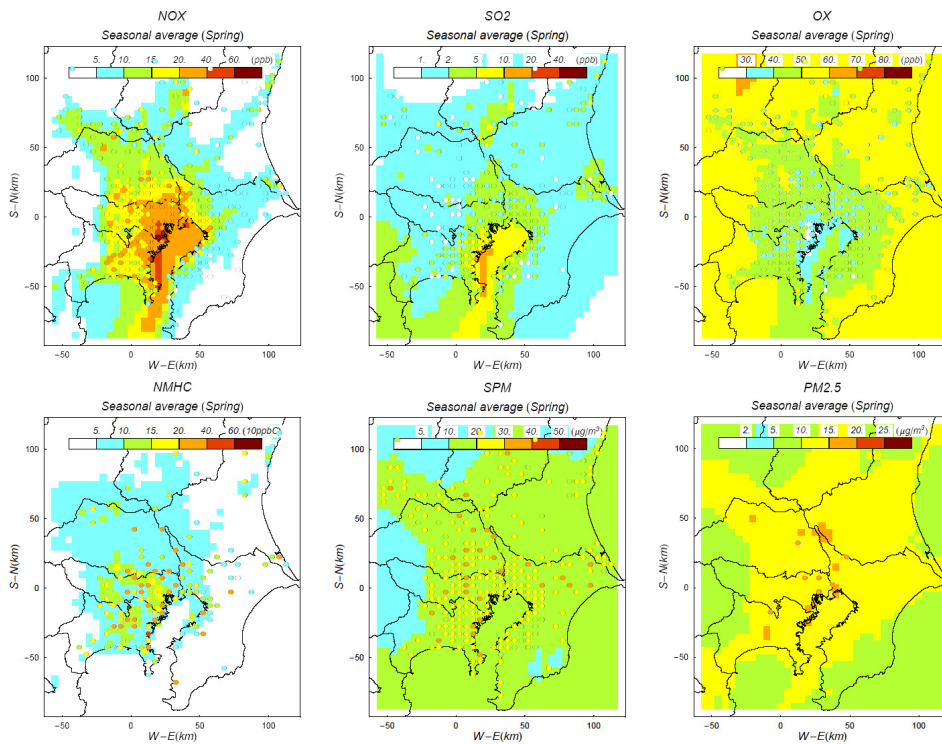 NOX
Seasonal average (Spring)
5. 10. 15. 20. 40. 60. (ppb)
100
50
0
−50
S−N(km)
−50 0 50 100
W−E(km)
SO2
Seasonal average (Spring)
1. 2. 5. 10. 20. 40. (ppb)
100
50
0
−50
S−N(km)
−50 0 50 100
W−E(km)
OX
Seasonal average (Spring)
30. 40. 50. 60. 70. 80. (ppb)
100
50
0
−50
S−N(km)
−50 0 50 100
W−E(km)
NMHC
Seasonal average (Spring)
5. 10. 15. 20. 40. 60. (10ppbC
100
50
0
−50
S−N(km)
−50 0 50 100
W−E(km)
SPM
Seasonal average (Spring)
5. 10. 20. 30. 40. 50. (μg/m³)
100
50
0
−50
S−N(km)
−50 0 50 100
W−E(km)
PM2.5
Seasonal average (Spring)
2. 5. 10. 15. 20. 25. (μg/m³)
100
50
0
−50
S−N(km)
−50 0 50 100
W−E(km)